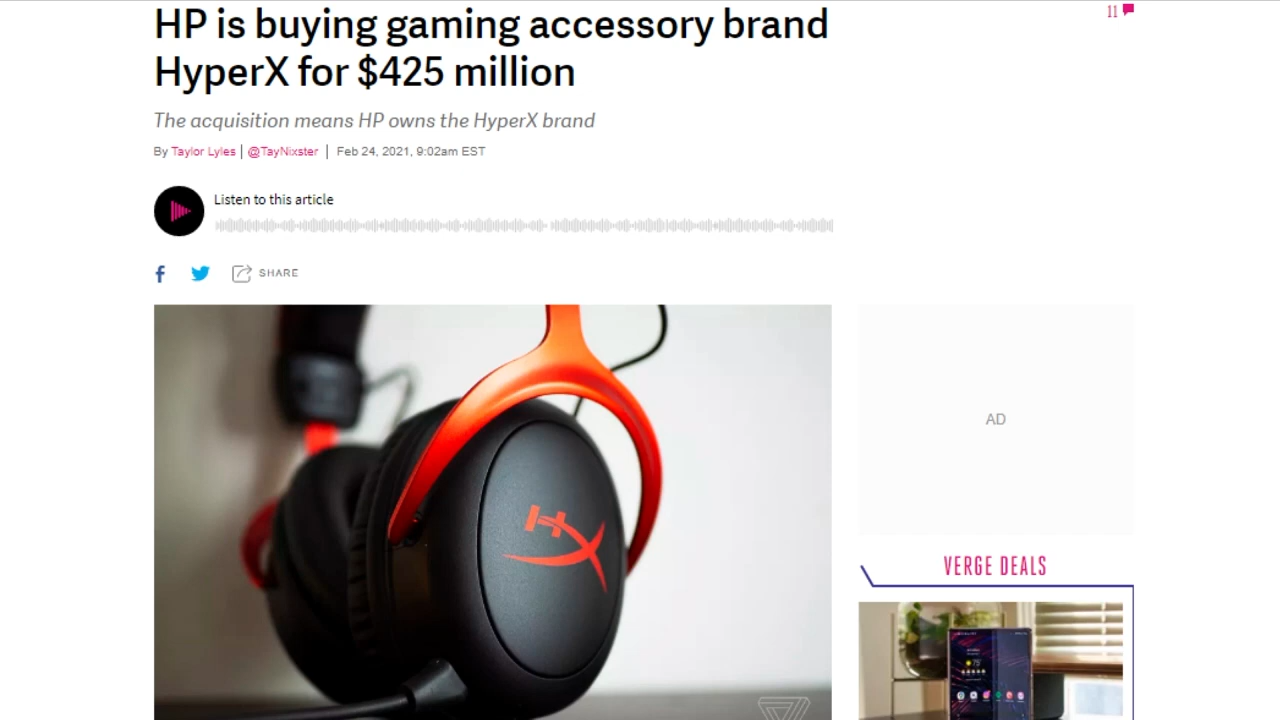 HP is buying gaming accessory brand
HyperX for $425 million
11
The acquisition means HP owns the HyperX brand
By Taylor Lyles | @TayNixster | Feb 24, 2021, 9:02am EST
Listen to this article
SHARE
HX
AD
VERGE DEALS